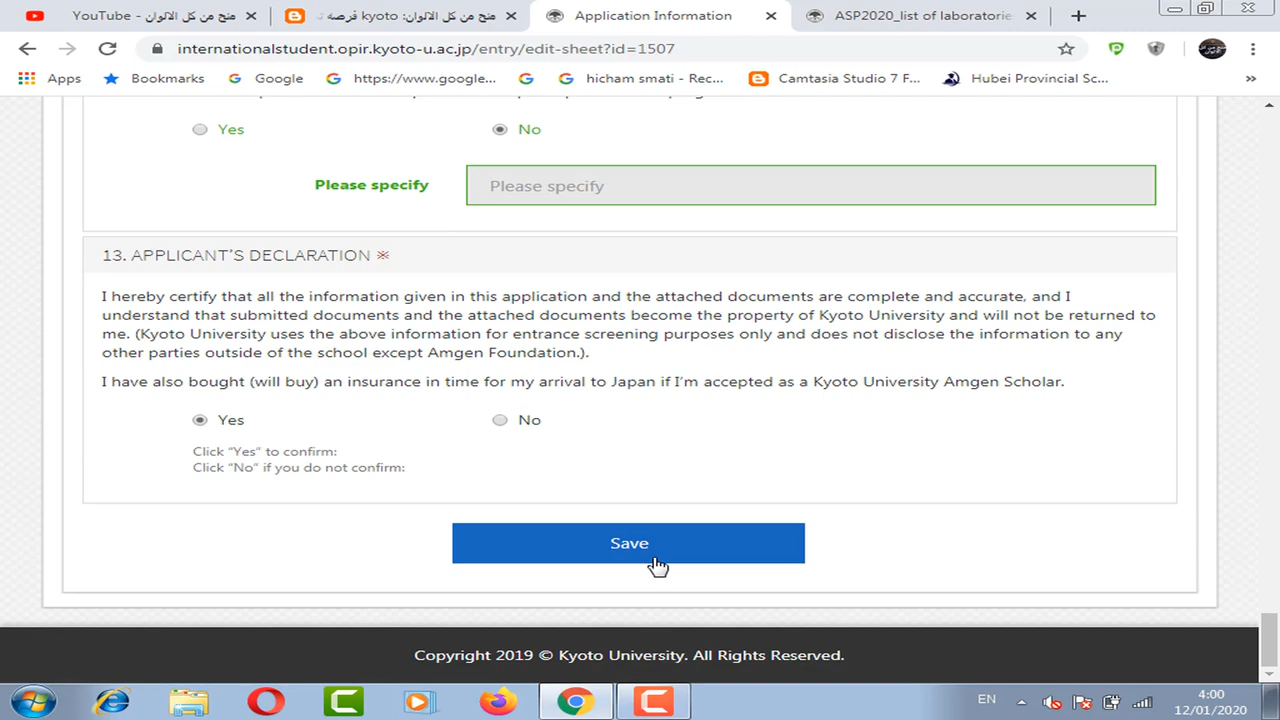 YouTube - منح من كل الالوان
منح من كل الالوان: kyoto فرصه تـ
Application Information
ASP2020_list of laboratorie
internationalstudent.opir.kyoto-u.ac.jp/entry/edit-sheet?id=1507
Apps
Bookmarks
Google
https://www.google...
hicham smati - Rec...
Camtasia Studio 7 F...
Hubei Provincial Sc...
»
Yes
No
Please specify
Please specify
13. APPLICANT'S DECLARATION ※
I hereby certify that all the information given in this application and the attached documents are complete and accurate, and I
understand that submitted documents and the attached documents become the property of Kyoto University and will not be returned to
me. (Kyoto University uses the above information for entrance screening purposes only and does not disclose the information to any
other parties outside of the school except Amgen Foundation.).
I have also bought (will buy) an insurance in time for my arrival to Japan if I'm accepted as a Kyoto University Amgen Scholar.
Yes
No
Click "Yes" to confirm:
Click "No" if you do not confirm:
Save
Copyright 2019 © Kyoto University. All Rights Reserved.
EN
4:00
12/01/2020